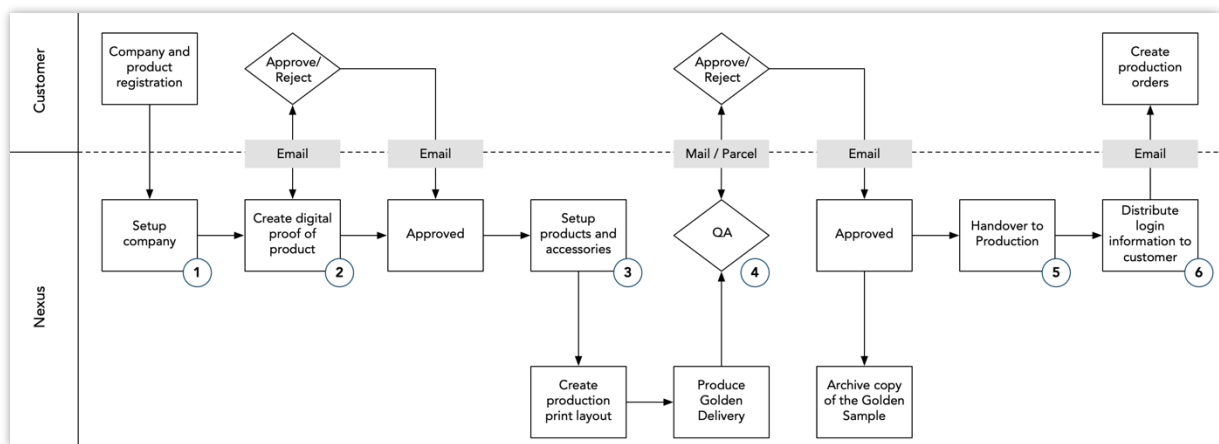 Customer
Company and
product
registration
Approve/
Reject
Approve/
Reject
Create
production
orders
Email
Email
Mail / Parcel
Email
Email
Nexus
Setup
company
1
Create digital
proof of
product
2
Approved
Setup
products and
accessories
3
QA
4
Approved
Handover to
Production
5
Distribute
login
information to
customer
6
Create
production
print layout
Produce
Golden
Delivery
Archive copy
of the Golden
Sample